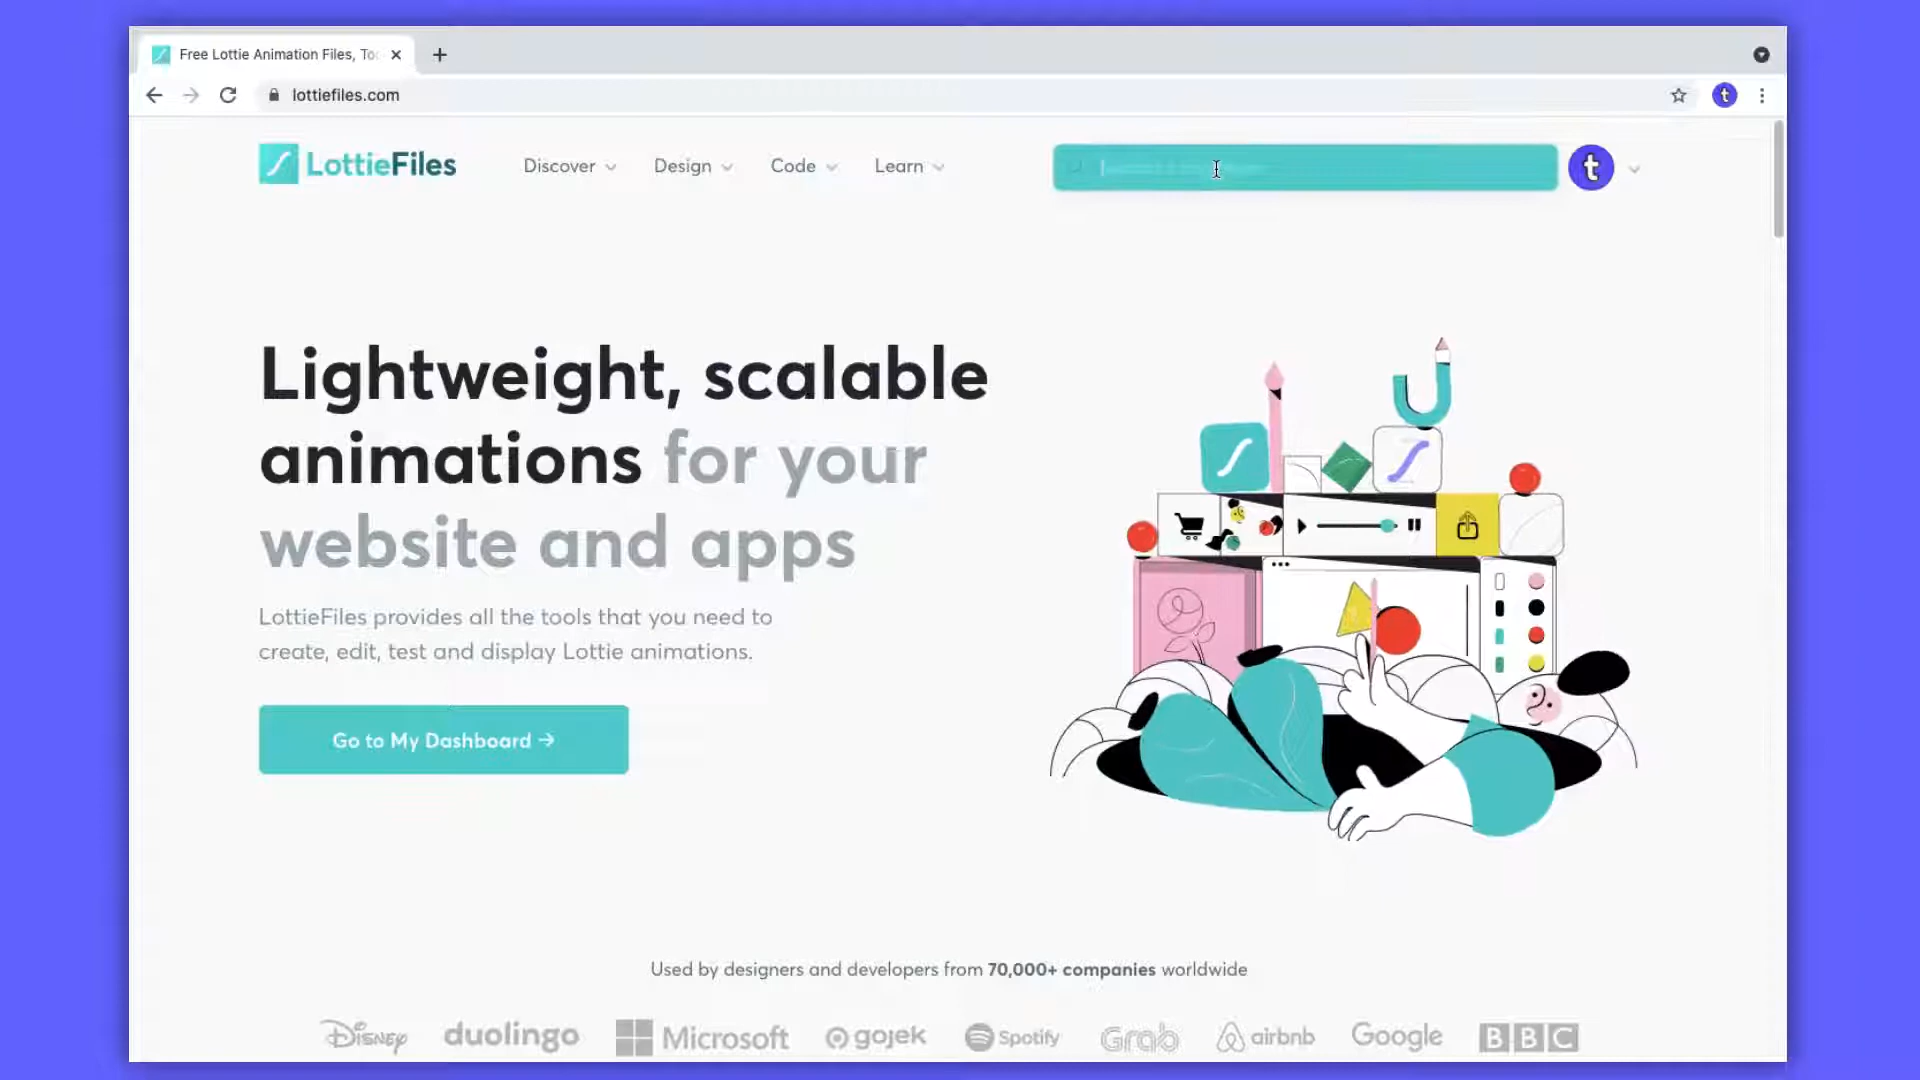 Free Lottie Animation Files, To
lottiefiles.com
t
LottieFiles
Discover
Design
Code
Learn
t
Lightweight, scalable
animations for your
website and apps
LottieFiles provides all the tools that you need to
create, edit, test and display Lottie animations.
Go to My Dashboard →
Used by designers and developers from 70,000+ companies worldwide
Disney duolingo Microsoft gojek Spotify Grab airbnb Google BBC